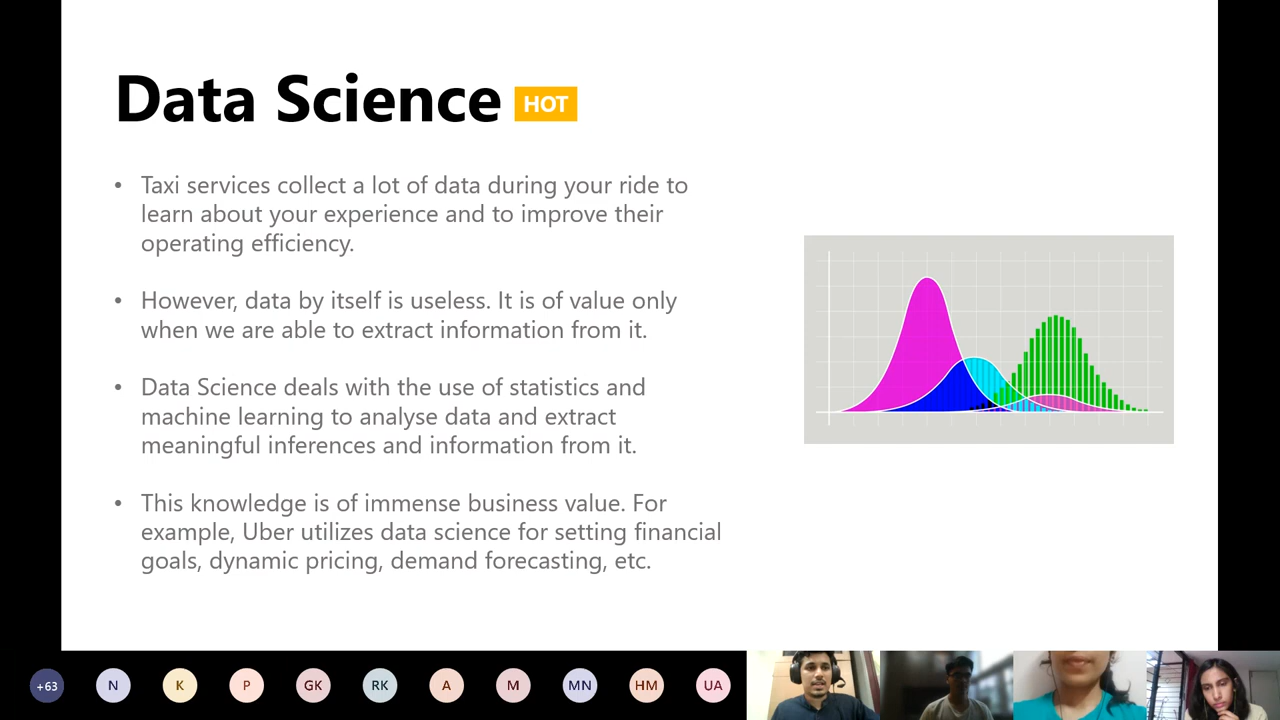 Data Science HOT
• Taxi services collect a lot of data during your ride to
learn about your experience and to improve their
operating efficiency.
• However, data by itself is useless. It is of value only
when we are able to extract information from it.
• Data Science deals with the use of statistics and
machine learning to analyse data and extract
meaningful inferences and information from it.
• This knowledge is of immense business value. For
example, Uber utilizes data science for setting financial
goals, dynamic pricing, demand forecasting, etc.
+63 N K P GK RK A M MN HM UA